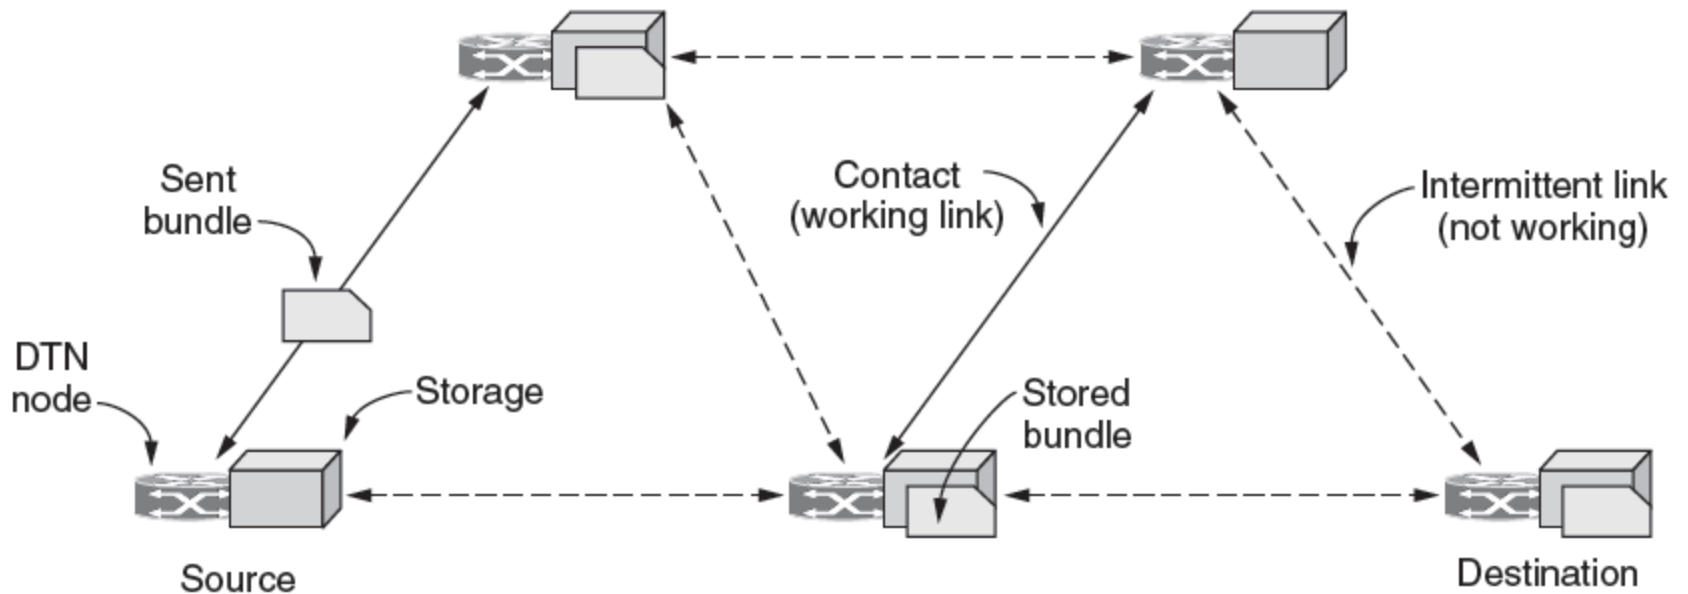 Sent
bundle
Contact
(working link)
Intermittent link
(not working)
DTN
node
Storage
Stored
bundle
Source
Destination